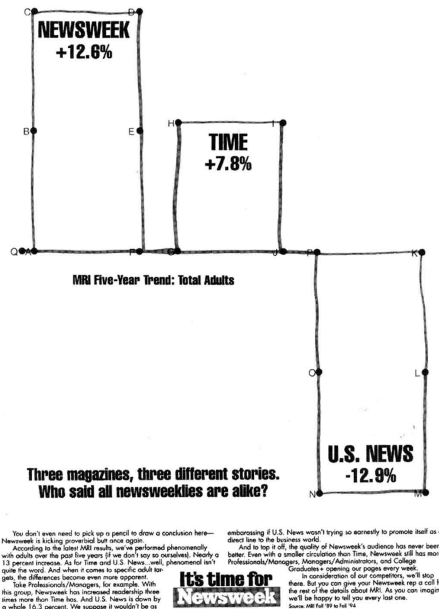 C D
NEWSWEEK
+12.6%
H I
B E
TIME
+7.8%
Q A F G J P K
MRI Five-Year Trend: Total Adults
O L
U.S. NEWS
-12.9%
N M
Three magazines, three different stories.
Who said all newsweeklies are alike?
You don't even need to pick up a pencil to draw a conclusion here—
Newsweek is kicking proverbial butt once again.
According to the latest MRI results, we've performed phenomenally
with adults over the past five years (if we don't say so ourselves). Nearly a
13 percent increase. As for Time and U.S. News...well, phenomenal isn't
quite the word. And when it comes to specific adult tar-
gets, the differences become even more apparent.
Take Professionals/Managers, for example. With
this group, Newsweek has increased readership three
times more than Time has. And U.S. News is down by
a whole 16.3 percent. We suppose it wouldn't be as
embarrassing if U.S. News wasn't trying so earnestly to promote itself as
direct line to the business world.
And to top it off, the quality of Newsweek's audience has never been
better. Even with a smaller circulation than Time, Newsweek still has more
Professionals/Managers, Managers/Administrators, and College
Graduates+ opening our pages every week.
In consideration of our competitors, we'll stop
there. But you can give your Newsweek rep a call
the rest of the details about MRI. As you can imagine
we'll be happy to tell you every last one.
Source: MRI Fall '89 to Fall '94
It's time for
Newsweek